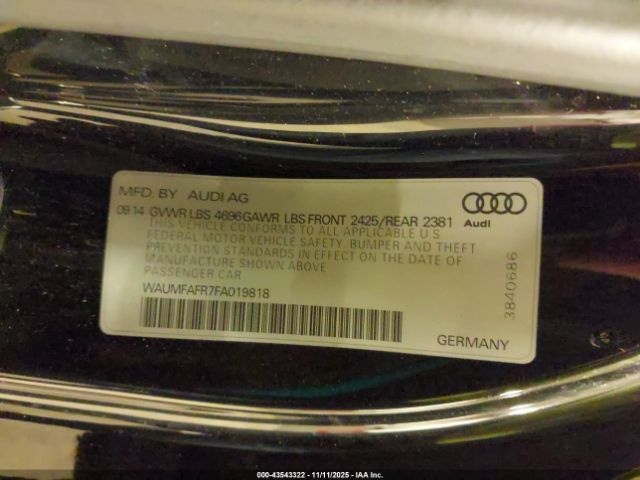 MFD. BY AUDI AG
09 14 GVWR LBS 4696 GAWR LBS FRONT 2425/REAR 2381
THIS VEHICLE CONFORMS TO ALL APPLICABLE U.S.
FEDERAL MOTOR VEHICLE SAFETY, BUMPER AND THEFT
PREVENTION STANDARDS IN EFFECT ON THE DATE OF
MANUFACTURE SHOWN ABOVE
PASSENGER CAR
WAUMFAFR7FA019818
Audi
3840686
GERMANY
000-43543322 - 11/11/2025 - IAA Inc.